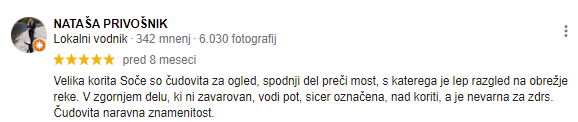 NATAŠA PRIVOŠNIK
Lokalni vodnik · 342 mnenj · 6.030 fotografij
pred 8 meseci
Velika korita Soče so čudovita za ogled, spodnji del preči most, s katerega je lep razgled na obrežje
reke. V zgornjem delu, ki ni zavarovan, vodi pot, sicer označena, nad koriti, a je nevarna za zdrs.
Čudovita naravna znamenitost.